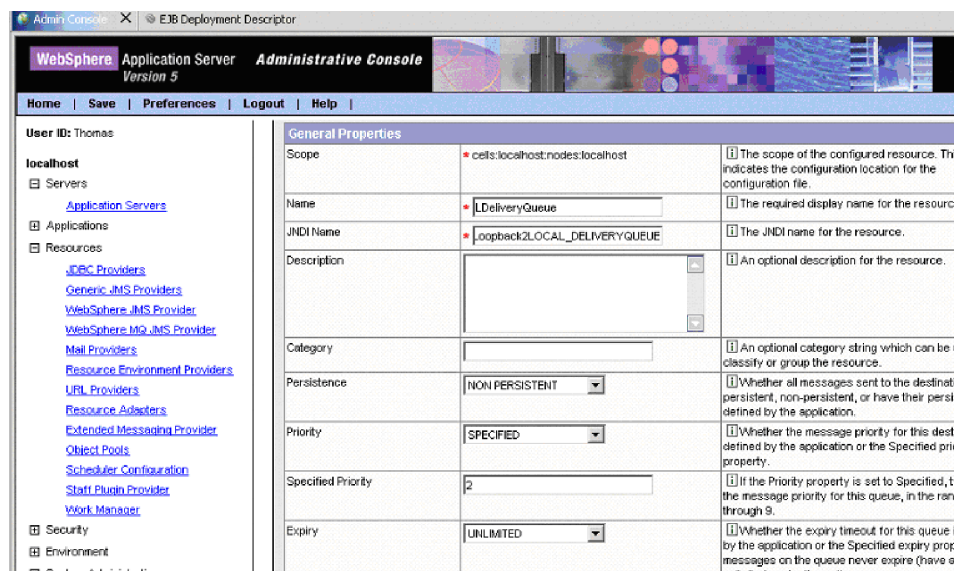 Admin Console
EJB Deployment Descriptor
WebSphere Application Server Administrative Console
Version 5
Home | Save | Preferences | Logout | Help |
User ID: Thomas
localhost
Servers
Application Servers
Applications
Resources
JDBC Providers
Generic JMS Providers
WebSphere JMS Provider
WebSphere MQ JMS Provider
Mail Providers
Resource Environment Providers
URL Providers
Resource Adapters
Extended Messaging Provider
Object Pools
Scheduler Configuration
Staff Plugin Provider
Work Manager
Security
Environment
General Properties
Scope
* cells:localhost:nodes:localhost
The scope of the configured resource. Thi
indicates the configuration location for the
configuration file.
Name
* LDeliveryQueue
The required display name for the resourc
JNDI Name
* Loopback2LOCAL_DELIVERYQUEUE
The JNDI name for the resource.
Description
An optional description for the resource.
Category
An optional category string which can be
classify or group the resource.
Persistence
NON PERSISTENT
Whether all messages sent to the destinati
persistent, non-persistent, or have their persi
defined by the application.
Priority
SPECIFIED
Whether the message priority for this dest
defined by the application or the Specified pri
property.
Specified Priority
2
If the Priority property is set to Specified, t
the message priority for this queue, in the ran
through 9.
Expiry
UNLIMITED
Whether the expiry timeout for this queue
by the application or the Specified expiry prop
messages on the queue never expire (have